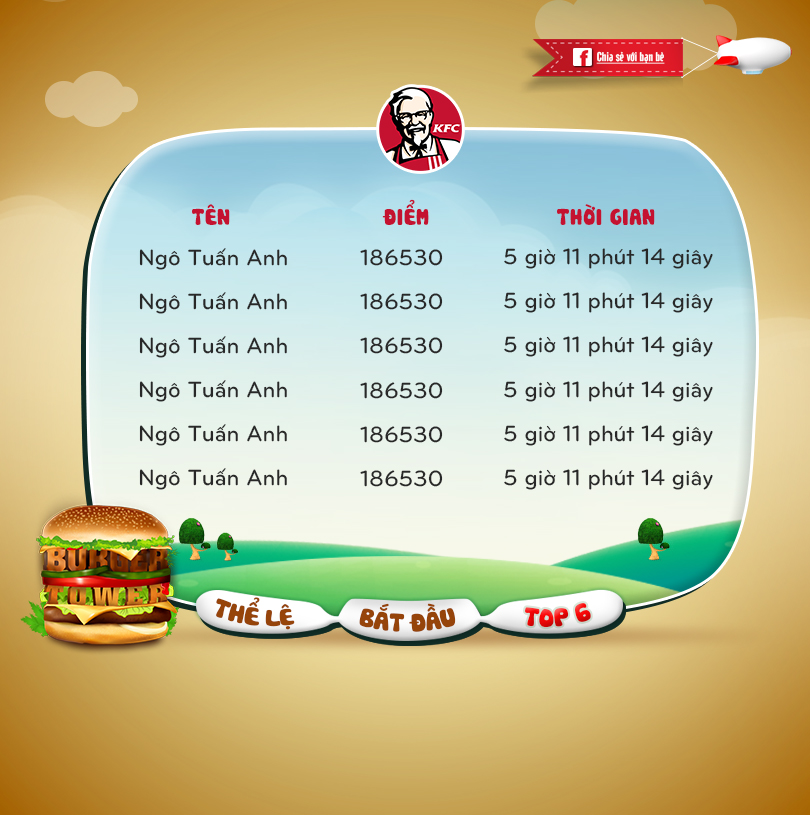 f Chia sẻ với bạn bè
KFC
TÊN ĐIỂM THỜI GIAN
Ngô Tuấn Anh 186530 5 giờ 11 phút 14 giây
Ngô Tuấn Anh 186530 5 giờ 11 phút 14 giây
Ngô Tuấn Anh 186530 5 giờ 11 phút 14 giây
Ngô Tuấn Anh 186530 5 giờ 11 phút 14 giây
Ngô Tuấn Anh 186530 5 giờ 11 phút 14 giây
Ngô Tuấn Anh 186530 5 giờ 11 phút 14 giây
BURGER
TOWER
THỂ LỆ BẮT ĐẦU TOP 6